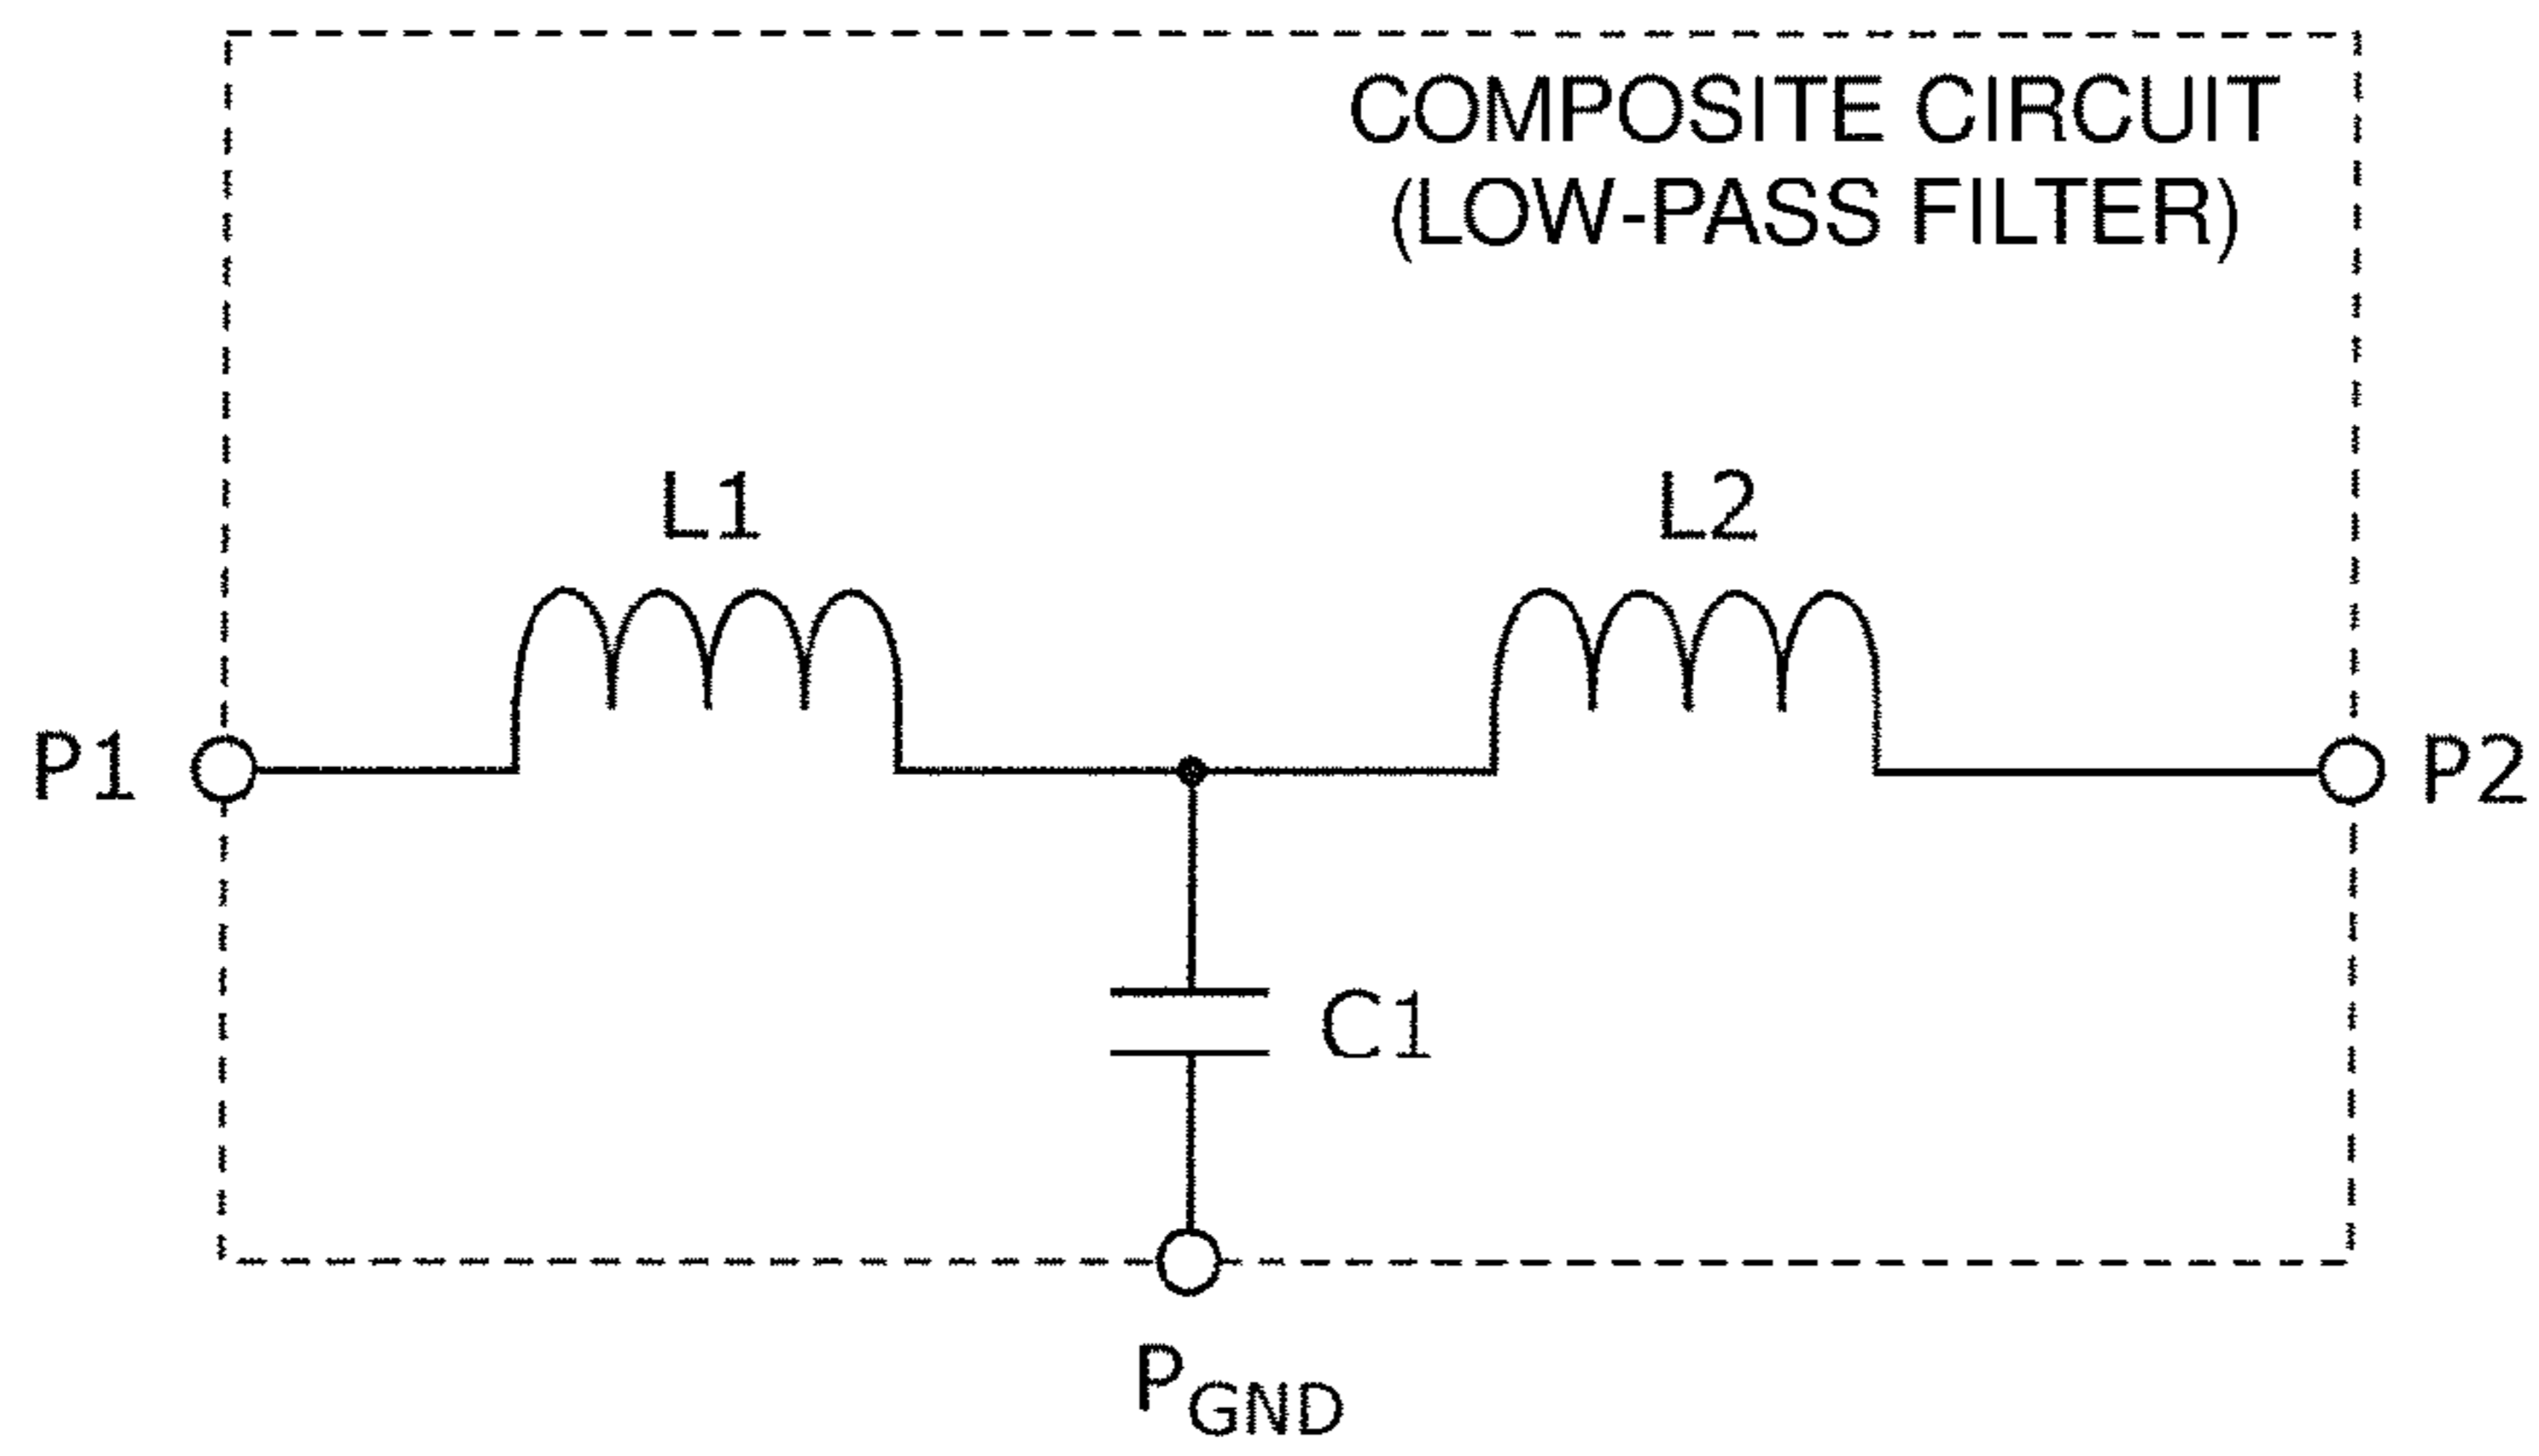 COMPOSITE CIRCUIT
(LOW-PASS FILTER)
L1
L2
P1
P2
C1
PGND